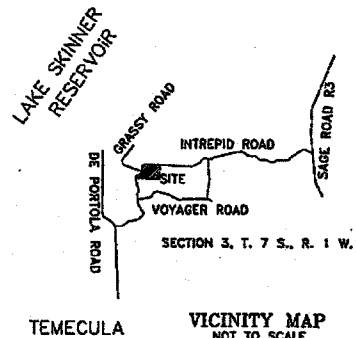 LAKE SKINNER
RESERVOIR
GRASSY ROAD
INTREPID ROAD
SAGE ROAD R3
DE PORTOLA ROAD
SITE
VOYAGER ROAD
SECTION 3, T. 7 S., R. 1 W.
TEMECULA
VICINITY MAP
NOT TO SCALE